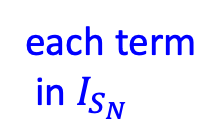 each term
in I_{S_N}